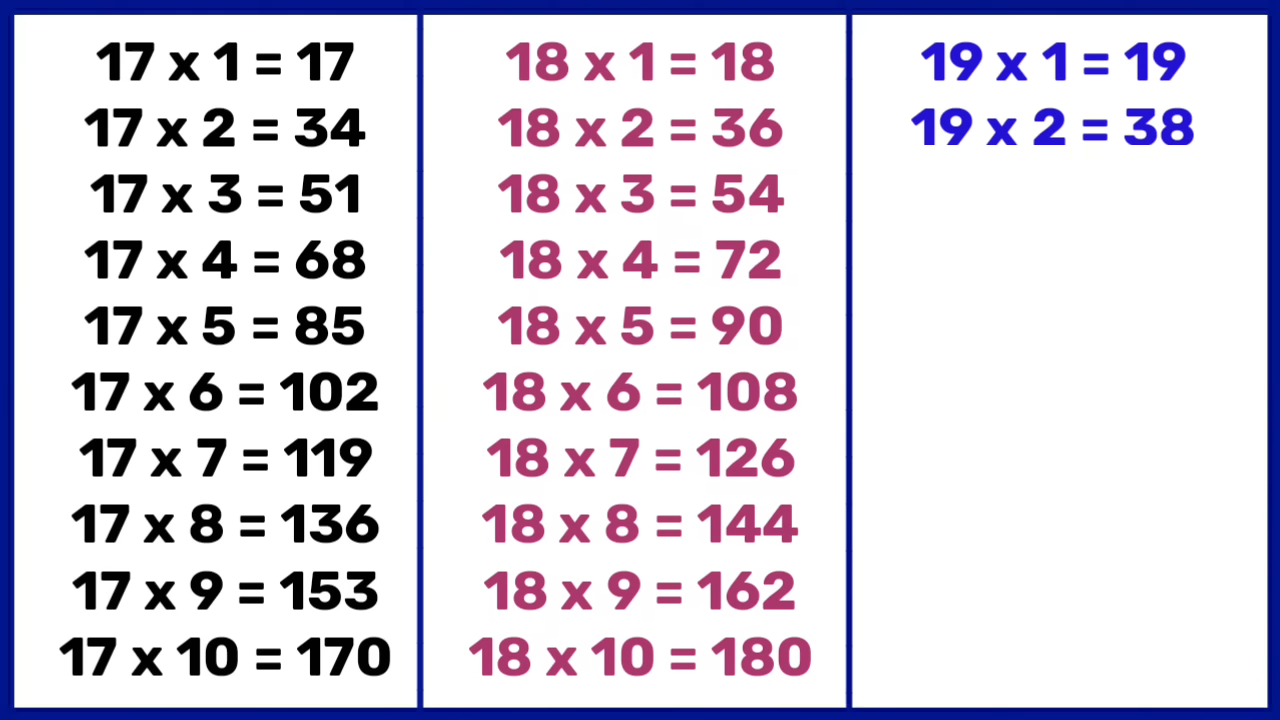 17 x 1 = 17
17 x 2 = 34
17 x 3 = 51
17 x 4 = 68
17 x 5 = 85
17 x 6 = 102
17 x 7 = 119
17 x 8 = 136
17 x 9 = 153
17 x 10 = 170
18 x 1 = 18
18 x 2 = 36
18 x 3 = 54
18 x 4 = 72
18 x 5 = 90
18 x 6 = 108
18 x 7 = 126
18 x 8 = 144
18 x 9 = 162
18 x 10 = 180
19 x 1 = 19
19 x 2 = 38